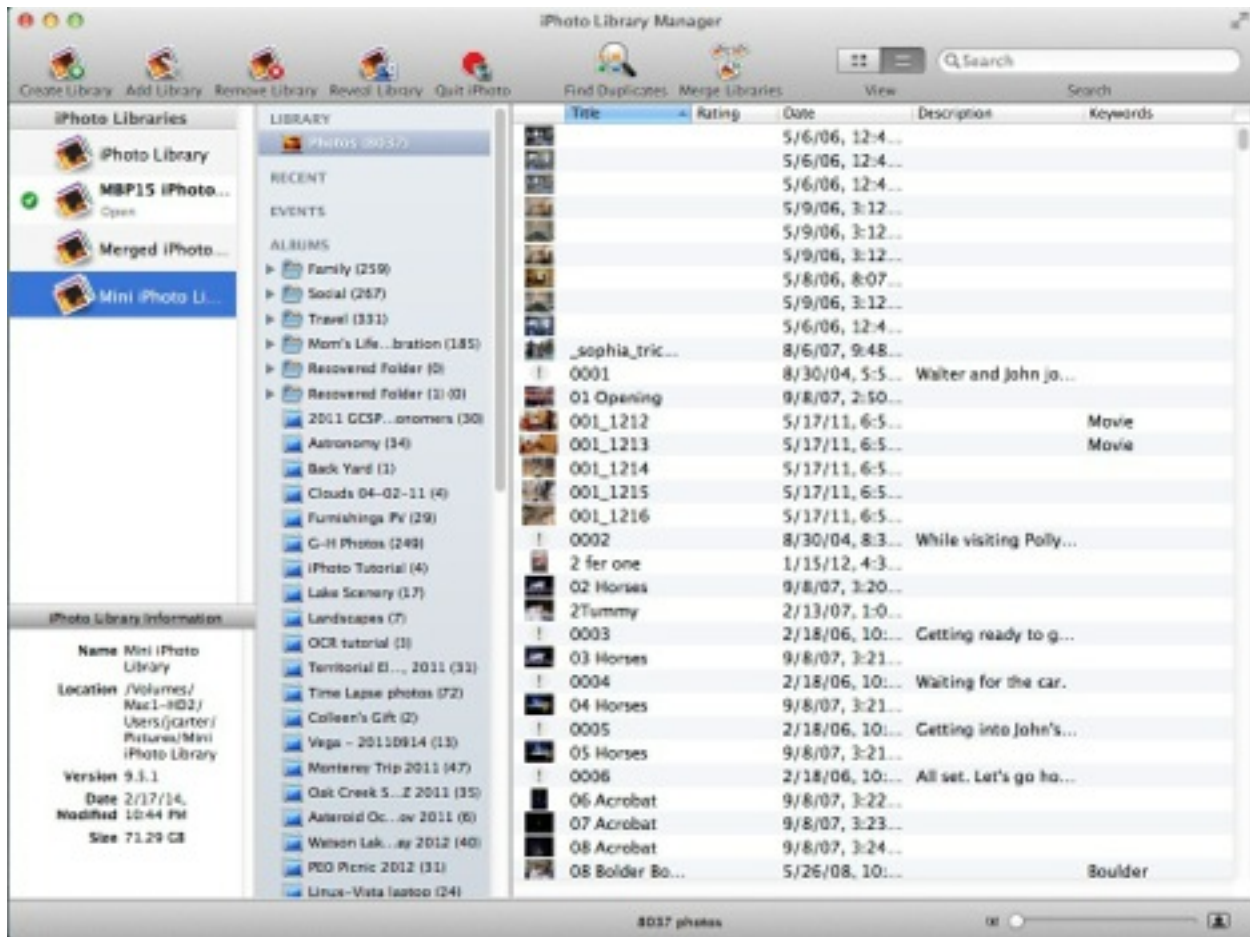 iPhoto Library Manager
Create Library Add Library Remove Library Reveal Library Quit iPhoto Find Duplicates Merge Libraries View Search
Search
iPhoto Libraries
iPhoto Library
MBP15 iPhoto...
Open
Merged iPhoto...
Mini iPhoto Li...
iPhoto Library Information
Name Mini iPhoto
Library
Location /Volumes/
Mac1-HD2/
Users/jcarter/
Pictures/Mini
iPhoto Library
Version 9.5.1
Date 2/17/14,
Modified 10:44 PM
Size 71.29 GB
LIBRARY
Photos (8037)
RECENT
EVENTS
ALBUMS
Family (259)
Social (267)
Travel (331)
Mom's Life...bration (185)
Recovered Folder (0)
Recovered Folder (1) (0)
2011 GCSP...onomers (30)
Astronomy (34)
Back Yard (1)
Clouds 04-02-11 (4)
Furnishings PV (29)
G-H Photos (249)
iPhoto Tutorial (4)
Lake Scenery (17)
Landscapes (7)
OCR tutorial (3)
Territorial El..., 2011 (31)
Time Lapse photos (72)
Colleen's Gift (2)
Vega - 20110914 (13)
Monterey Trip 2011 (47)
Oak Creek S...Z 2011 (35)
Asteroid Oc...ov 2011 (6)
Watson Lak...ay 2012 (40)
PEO Picnic 2012 (31)
Linux-Vista laptop (24)
Title Rating Date Description Keywords
5/6/06, 12:4...
5/6/06, 12:4...
5/6/06, 12:4...
5/9/06, 3:12...
5/9/06, 3:12...
5/9/06, 3:12...
5/8/06, 8:07...
5/9/06, 3:12...
5/6/06, 12:4...
_sophia_tric... 8/6/07, 9:48...
0001 8/30/04, 5:5... Walter and John jo...
01 Opening 9/8/07, 2:50...
001_1212 5/17/11, 6:5... Movie
001_1213 5/17/11, 6:5... Movie
001_1214 5/17/11, 6:5...
001_1215 5/17/11, 6:5...
001_1216 5/17/11, 6:5...
0002 8/30/04, 8:3... While visiting Polly...
2 fer one 1/15/12, 4:3...
02 Horses 9/8/07, 3:20...
2Tummy 2/13/07, 1:0...
0003 2/18/06, 10:... Getting ready to g...
03 Horses 9/8/07, 3:21...
0004 2/18/06, 10:... Waiting for the car.
04 Horses 9/8/07, 3:21...
0005 2/18/06, 10:... Getting into John's...
05 Horses 9/8/07, 3:21...
0006 2/18/06, 10:... All set. Let's go ho...
06 Acrobat 9/8/07, 3:22...
07 Acrobat 9/8/07, 3:23...
08 Acrobat 9/8/07, 3:24...
08 Bolder Bo... 5/26/08, 10:... Boulder
8037 photos